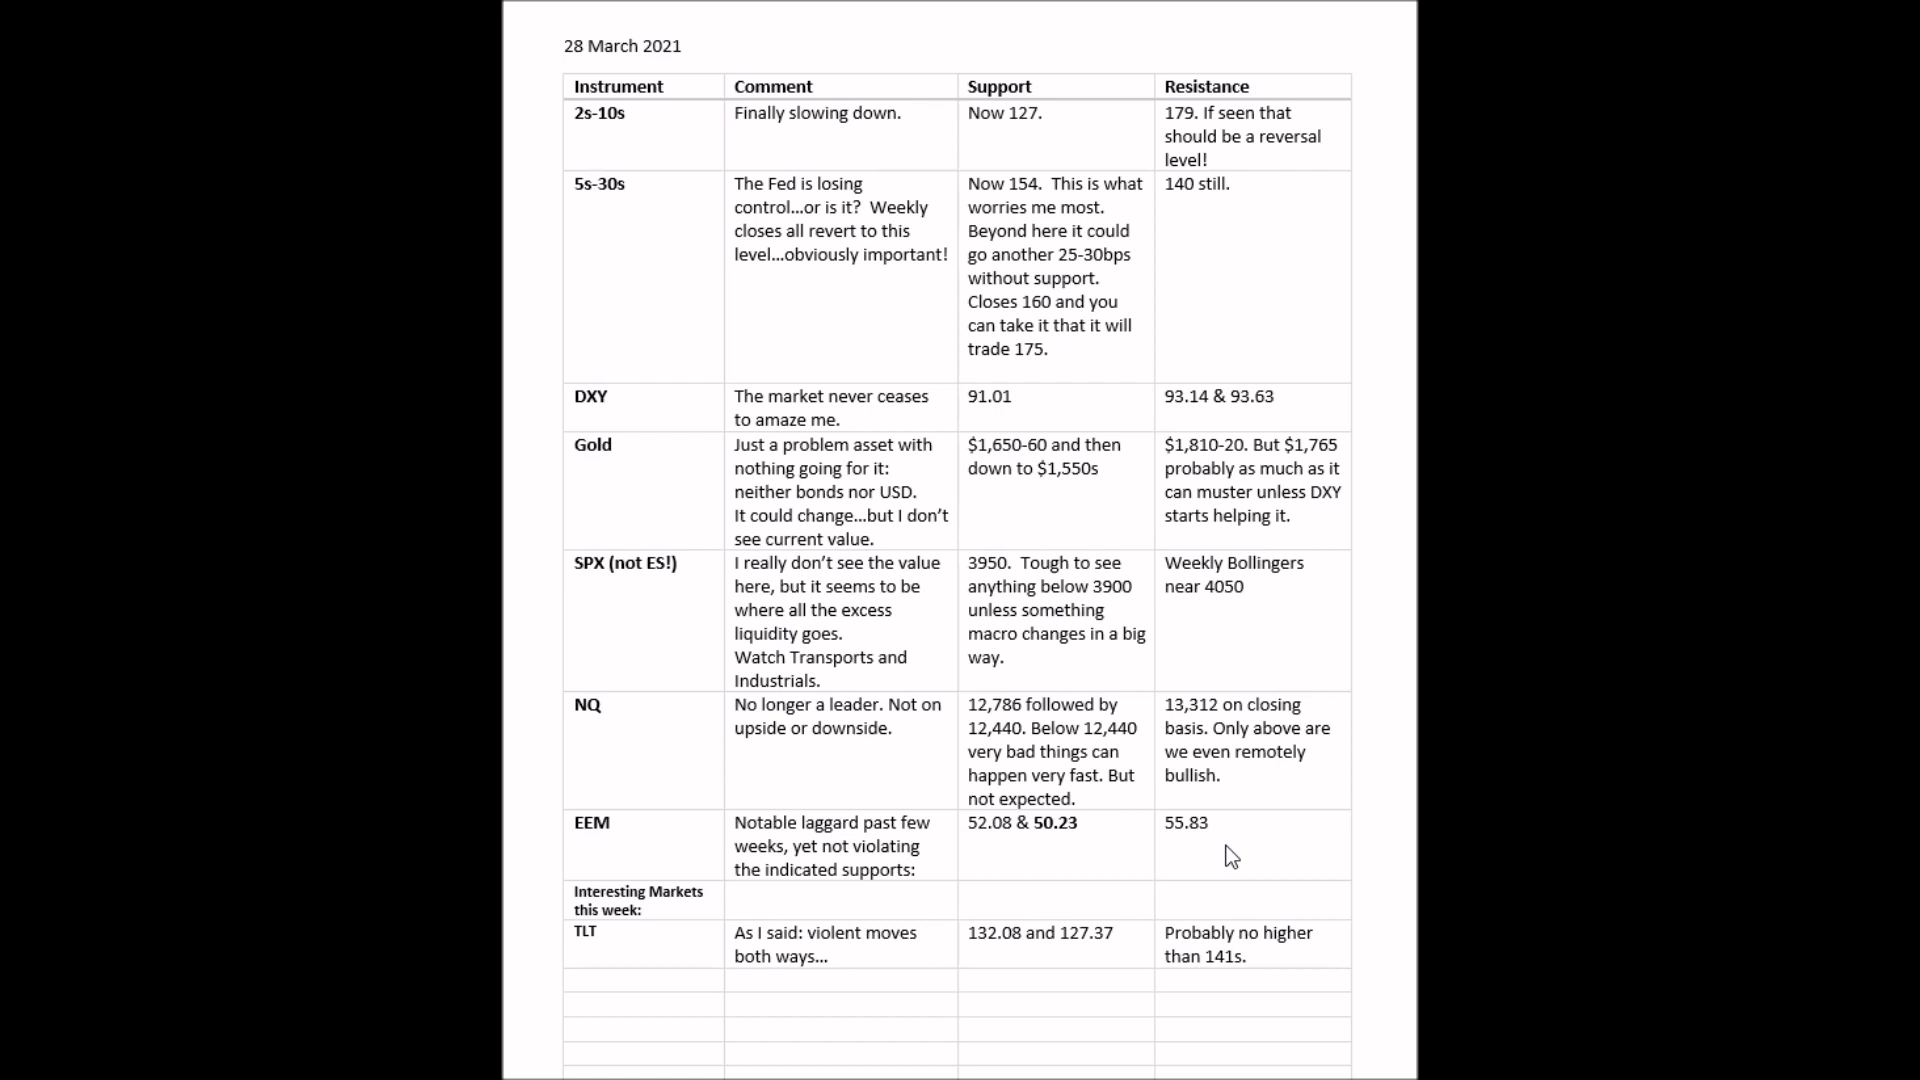 28 March 2021
Instrument
Comment
Support
Resistance
2s-10s
Finally slowing down.
Now 127.
179. If seen that
should be a reversal
level!
5s-30s
The Fed is losing
control...or is it?  Weekly
closes all revert to this
level...obviously important!
Now 154.  This is what
worries me most.
Beyond here it could
go another 25-30bps
without support.
Closes 160 and you
can take it that it will
trade 175.
140 still.
DXY
The market never ceases
to amaze me.
91.01
93.14 & 93.63
Gold
Just a problem asset with
nothing going for it:
neither bonds nor USD.
It could change...but I don’t
see current value.
$1,650-60 and then
down to $1,550s
$1,810-20. But $1,765
probably as much as it
can muster unless DXY
starts helping it.
SPX (not ES!)
I really don’t see the value
here, but it seems to be
where all the excess
liquidity goes.
Watch Transports and
Industrials.
3950.  Tough to see
anything below 3900
unless something
macro changes in a big
way.
Weekly Bollingers
near 4050
NQ
No longer a leader. Not on
upside or downside.
12,786 followed by
12,440. Below 12,440
very bad things can
happen very fast. But
not expected.
13,312 on closing
basis. Only above are
we even remotely
bullish.
EEM
Notable laggard past few
weeks, yet not violating
the indicated supports:
52.08 & 50.23
55.83
Interesting Markets
this week:
TLT
As I said: violent moves
both ways...
132.08 and 127.37
Probably no higher
than 141s.